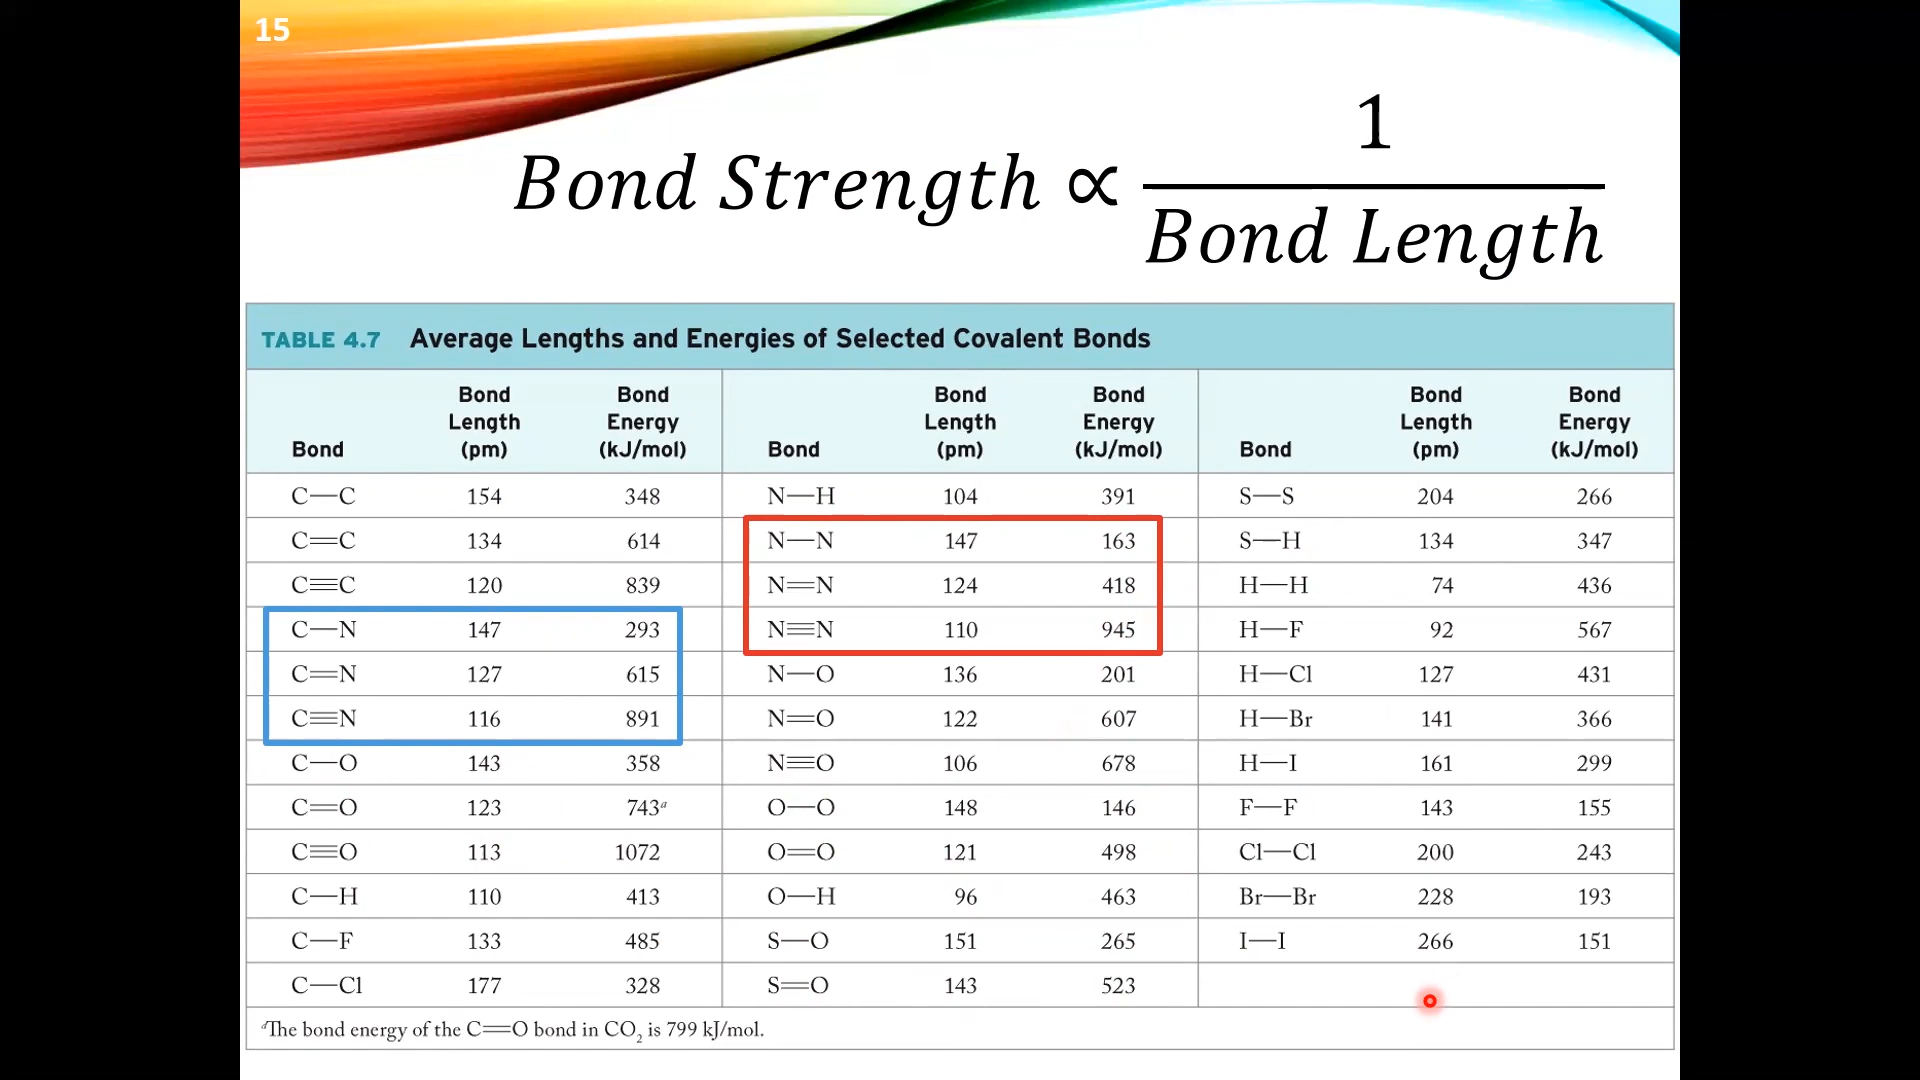 15
Bond Strength ∝ 1 / Bond Length
TABLE 4.7 Average Lengths and Energies of Selected Covalent Bonds
Bond Bond Length (pm) Bond Energy (kJ/mol) Bond Bond Length (pm) Bond Energy (kJ/mol) Bond Bond Length (pm) Bond Energy (kJ/mol)
C—C 154 348 N—H 104 391 S—S 204 266
C=C 134 614 N—N 147 163 S—H 134 347
C≡C 120 839 N=N 124 418 H—H 74 436
C—N 147 293 N≡N 110 945 H—F 92 567
C=N 127 615 N—O 136 201 H—Cl 127 431
C≡N 116 891 N=O 122 607 H—Br 141 366
C—O 143 358 N≡O 106 678 H—I 161 299
C=O 123 743ᵃ O—O 148 146 F—F 143 155
C≡O 113 1072 O=O 121 498 Cl—Cl 200 243
C—H 110 413 O—H 96 463 Br—Br 228 193
C—F 133 485 S—O 151 265 I—I 266 151
C—Cl 177 328 S=O 143 523
ᵃThe bond energy of the C=O bond in CO₂ is 799 kJ/mol.